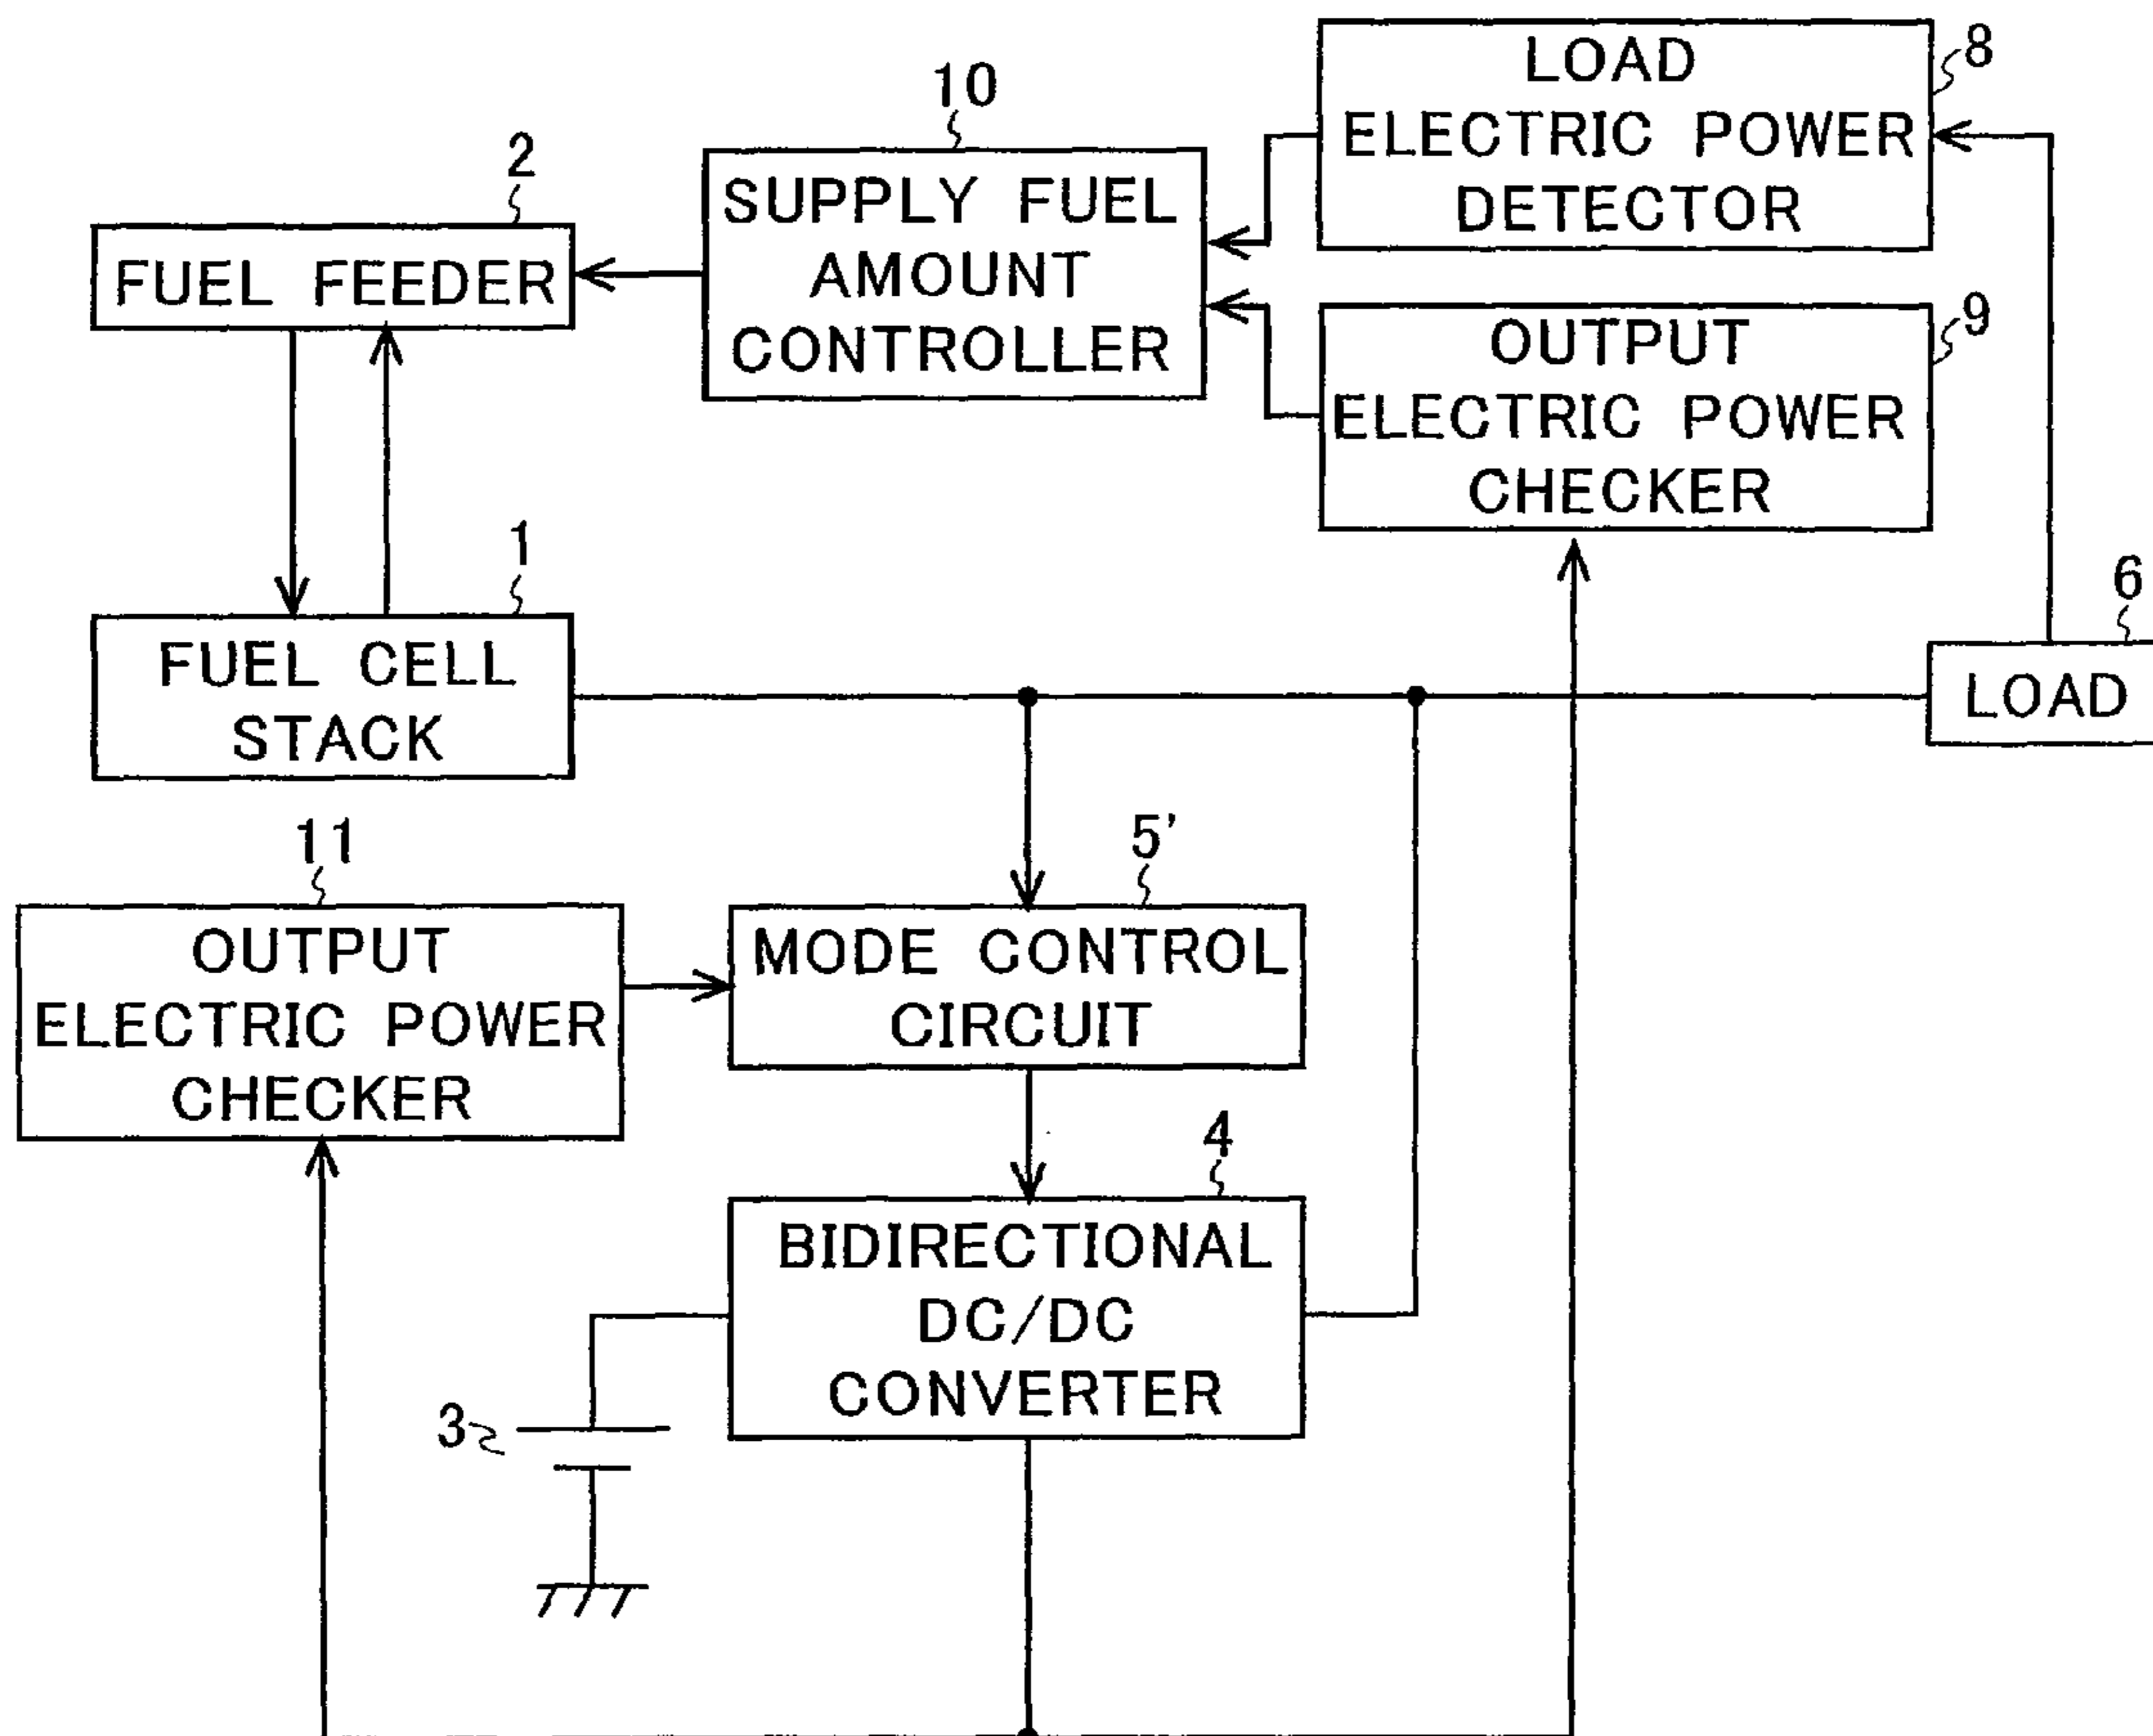 8
LOAD
ELECTRIC POWER
DETECTOR
10
SUPPLY FUEL
AMOUNT
CONTROLLER
2
FUEL FEEDER
9
OUTPUT
ELECTRIC POWER
CHECKER
1
FUEL CELL
STACK
6
LOAD
11
OUTPUT
ELECTRIC POWER
CHECKER
5'
MODE CONTROL
CIRCUIT
4
BIDIRECTIONAL
DC/DC
CONVERTER
3